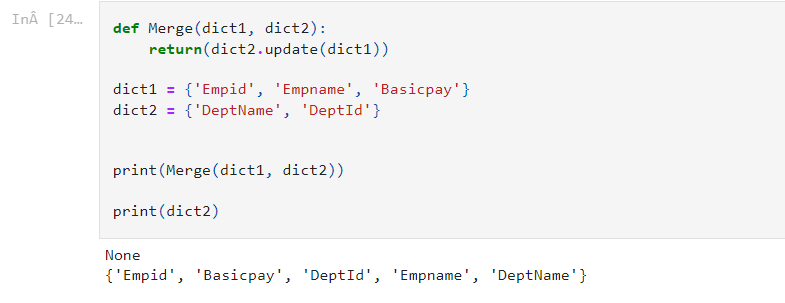 InÂ [24...
def Merge(dict1, dict2):
    return(dict2.update(dict1))
dict1 = {'Empid', 'Empname', 'Basicpay'}
dict2 = {'DeptName', 'DeptId'}
print(Merge(dict1, dict2))
print(dict2)
None
{'Empid', 'Basicpay', 'DeptId', 'Empname', 'DeptName'}